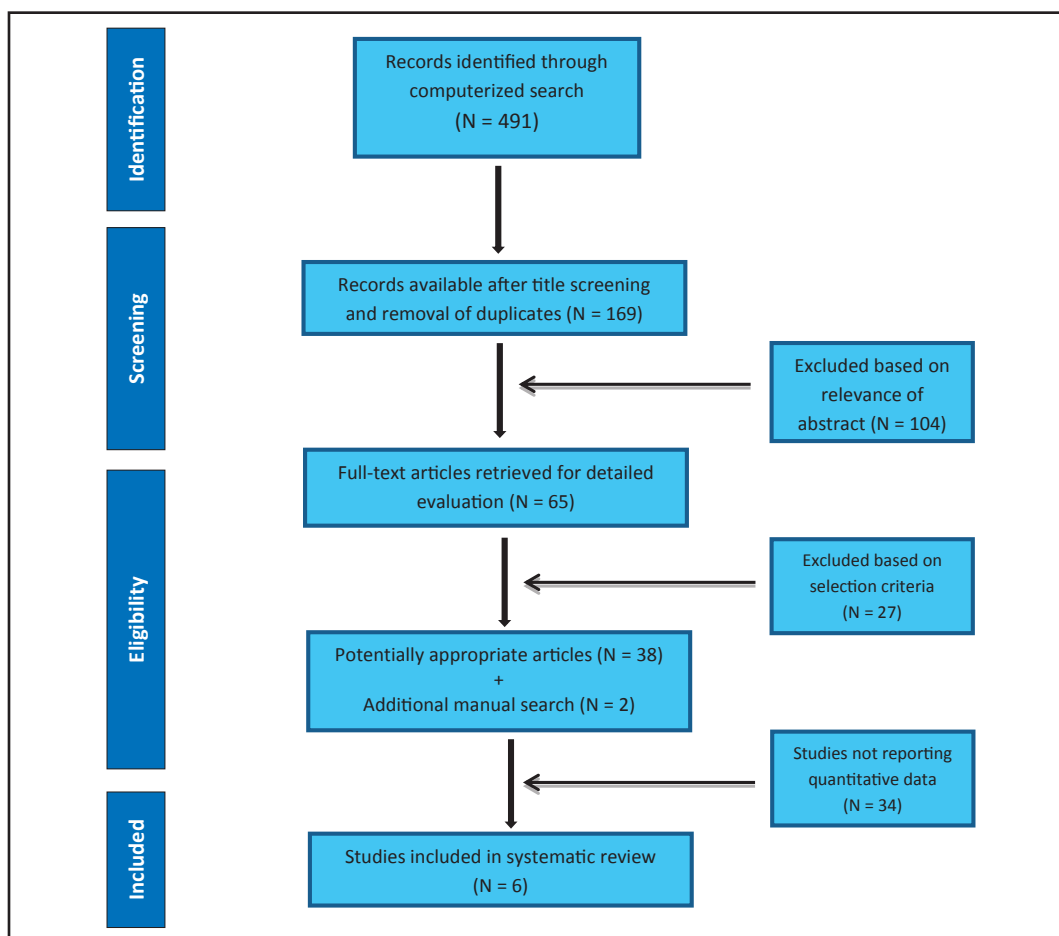 Identification
Records identified through
computerized search
(N = 491)
Screening
Records available after title screening
and removal of duplicates (N = 169)
Excluded based on
relevance of
abstract (N = 104)
Eligibility
Full-text articles retrieved for detailed
evaluation (N = 65)
Excluded based on
selection criteria
(N = 27)
Potentially appropriate articles (N = 38)
+
Additional manual search (N = 2)
Studies not reporting
quantitative data
(N = 34)
Included
Studies included in systematic review
(N = 6)